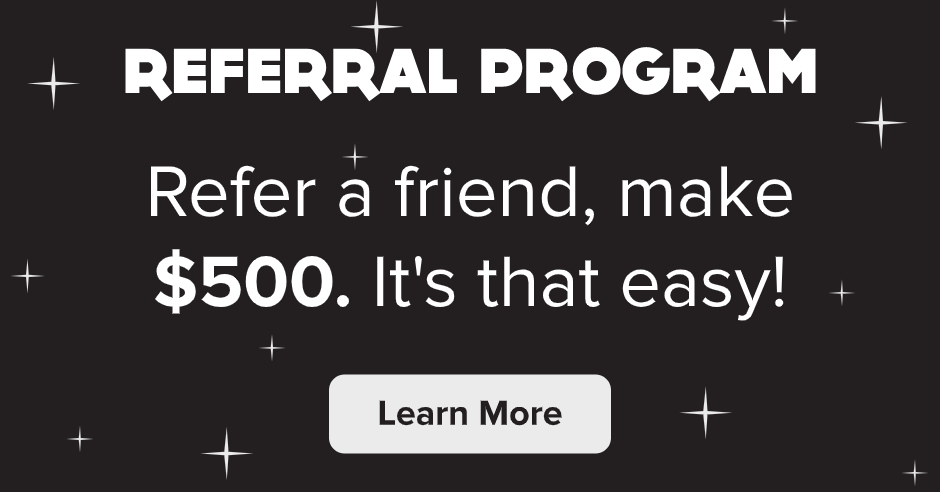 REFERRAL PROGRAM
Refer a friend, make
$500. It's that easy!
Learn More